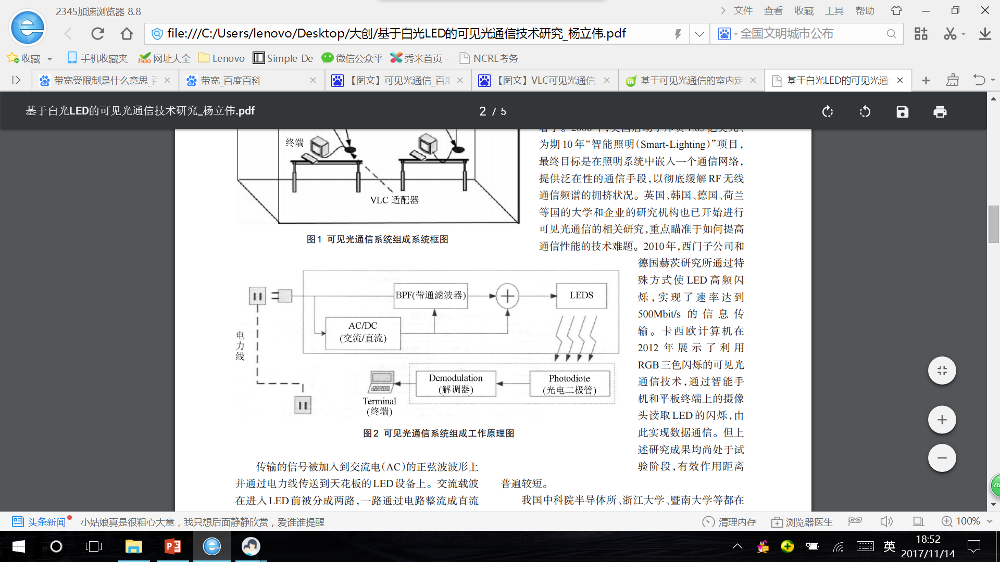 2345加速浏览器 8.8
文件 查看 收藏 工具 帮助
file:///C:/Users/lenovo/Desktop/大创/基于白光LED的可见光通信技术研究_杨立伟.pdf
全国文明城市公布
收藏 手机收藏夹 网址大全 Lenovo Simple De 微信公众平 秀米首页 - NCRE考务
带宽受限制是什么意思_百
带宽_百度百科
【图文】可见光通信_百度
【图文】VLC可见光通信
基于可见光通信的室内定
基于白光LED的可见光通
基于白光LED的可见光通信技术研究_杨立伟.pdf
2 / 5
终端
VLC 适配器
图1 可见光通信系统组成系统框图
电力线
BPF(带通滤波器)
LEDS
AC/DC
(交流/直流)
Demodulation
(解调器)
Photodiote
(光电二极管)
Terminal
(终端)
图2 可见光通信系统组成工作原理图
传输的信号被加入到交流电(AC)的正弦波波形上
并通过电力线传送到天花板的LED设备上。交流载波
在进入LED前被分成两路,一路通过电路整流成直流
为期10年“智能照明(Smart-Lighting)”项目,
最终目标是在照明系统中嵌入一个通信网络,
提供泛在性的通信手段,以彻底缓解RF无线
通信频谱的拥挤状况。英国、韩国、德国、荷兰
等国的大学和企业的研究机构也已开始进行
可见光通信的相关研究,重点瞄准于如何提高
通信性能的技术难题。2010年,西门子公司和
德国赫茨研究所通过特
殊方式使LED高频闪
烁,实现了速率达到
500Mbit/s的信息传
输。卡西欧计算机在
2012年展示了利用
RGB三色闪烁的可见光
通信技术,通过智能手
机和平板终端上的摄像
头读取LED的闪烁,由
此实现数据通信。但上
述研究成果均尚处于试
验阶段,有效作用距离
普遍较短。
我国中科院半导体所、浙江大学、暨南大学等都在
76
头条新闻 小姑娘真是很粗心大意，我只想后面静静欣赏，爱谁谁提醒
清理内存 浏览器医生 100%
英
18:52
2017/11/14